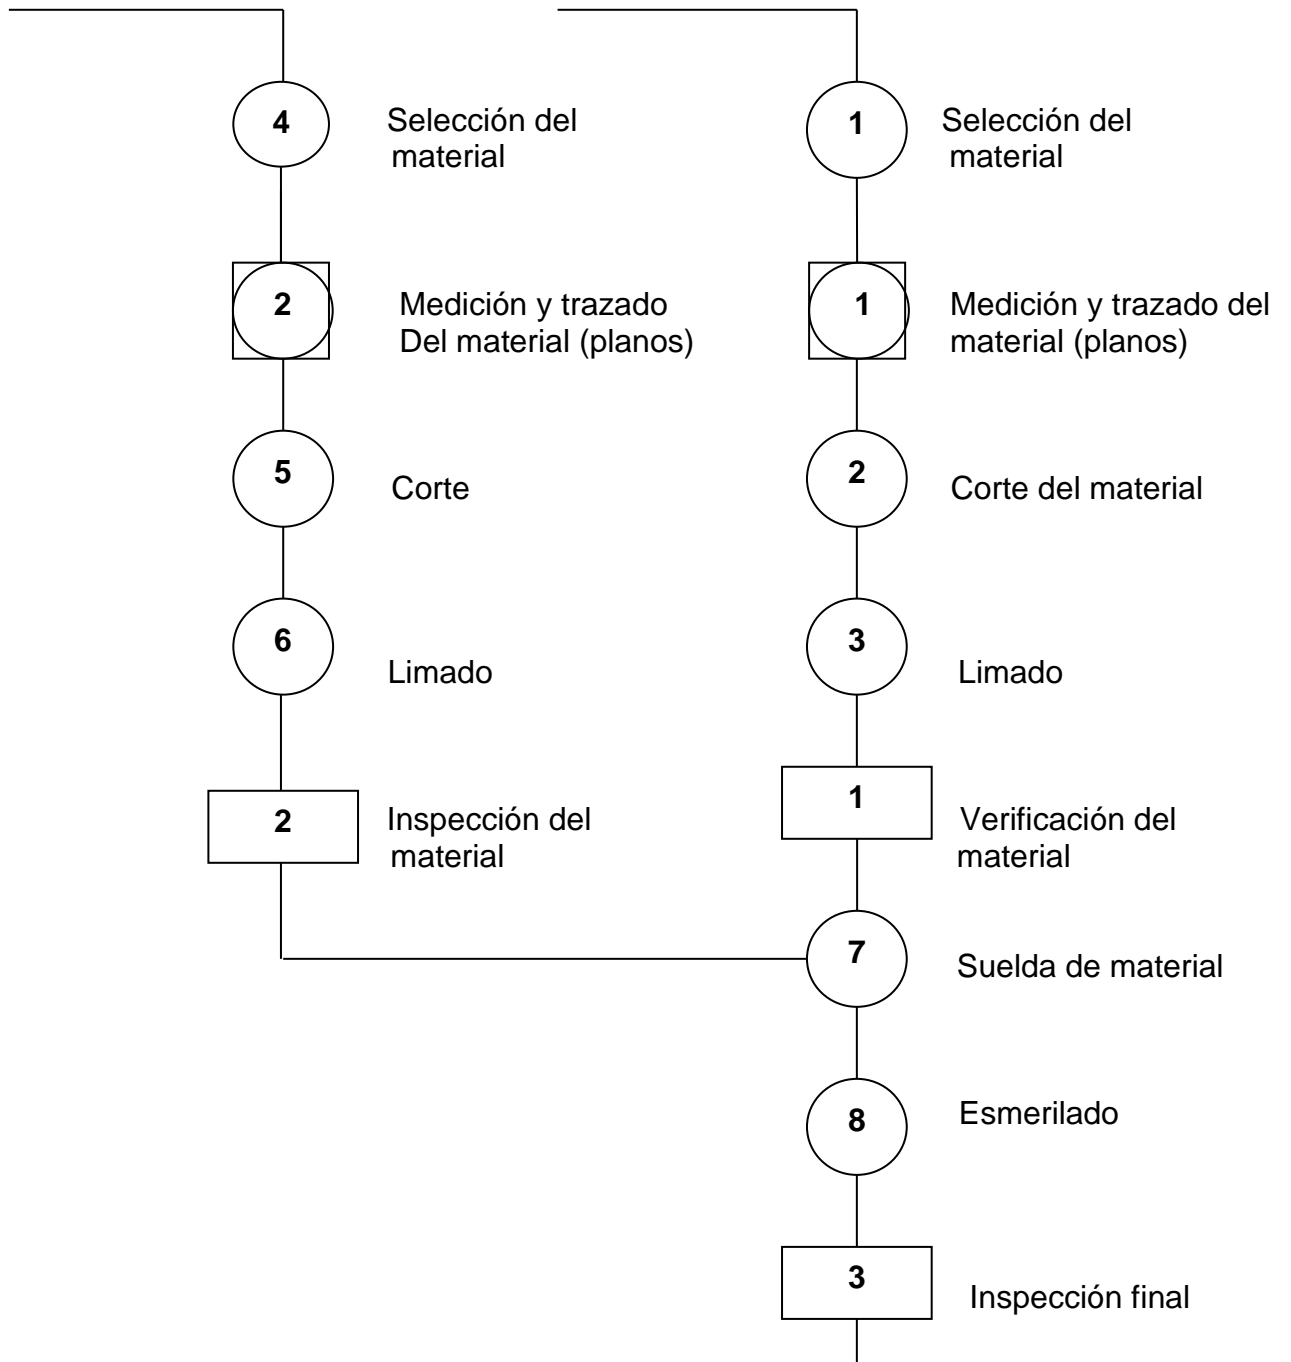 4
Selección del
material
1
Selección del
material
2
Medición y trazado
Del material (planos)
1
Medición y trazado del
material (planos)
5
Corte
2
Corte del material
6
Limado
3
Limado
2
Inspección del
material
1
Verificación del
material
7
Suelda de material
8
Esmerilado
3
Inspección final